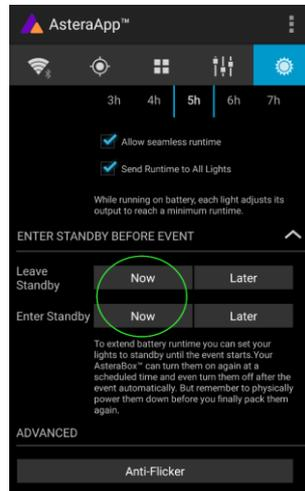 AsteraApp™
3h 4h 5h 6h 7h
Allow seamless runtime
Send Runtime to All Lights
While running on battery, each light adjusts its
output to reach a minimum runtime.
ENTER STANDBY BEFORE EVENT
Leave
Standby
Now Later
Enter Standby Now Later
To extend battery runtime you can set your
lights to standby until the event starts.Your
AsteraBox™ can turn them on again at a
scheduled time and even turn them off after the
event automatically. But remember to physically
power them down before you finally pack them
again.
ADVANCED
Anti-Flicker